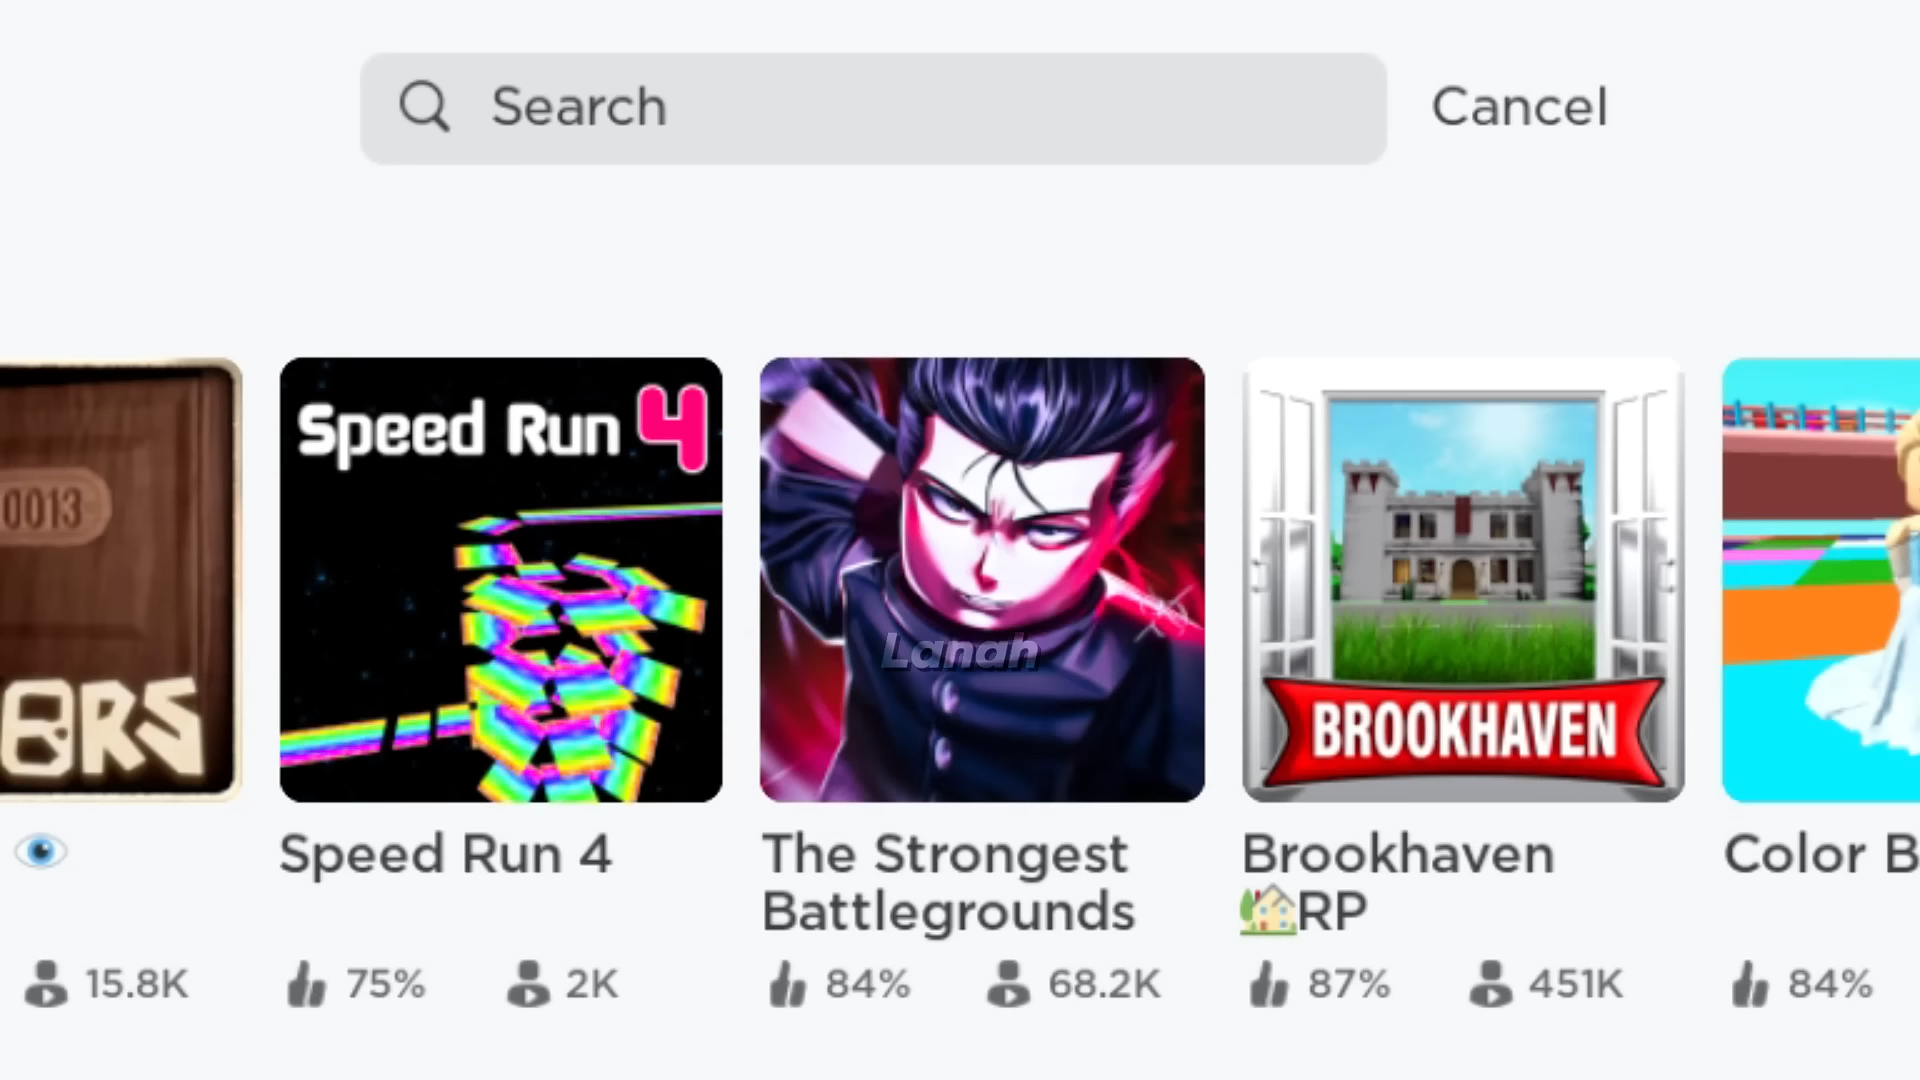 Search
Cancel
0013
ORS
Speed Run 4
Lanah
BROOKHAVEN
Speed Run 4
The Strongest
Battlegrounds
Brookhaven
🏡RP
Color B
15.8K
75%
2K
84%
68.2K
87%
451K
84%